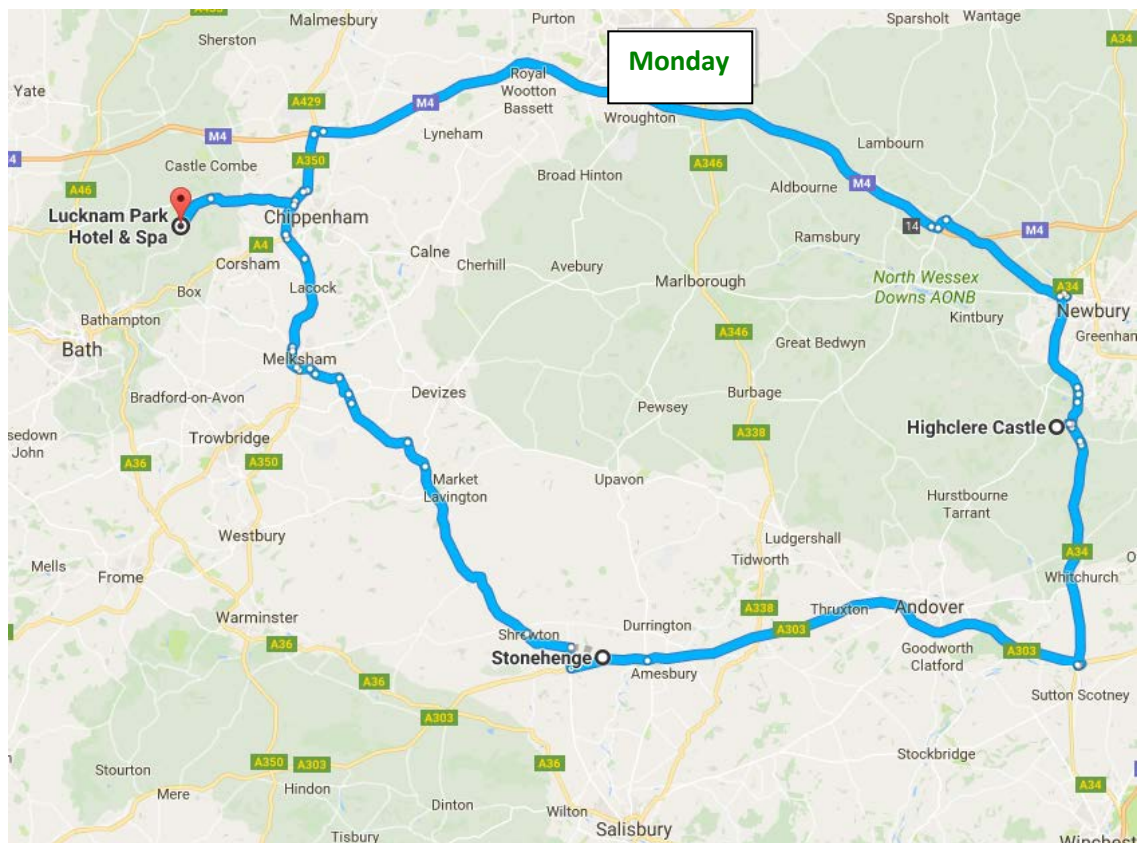 Malmesbury
Purton
Sparsholt
Wantage
Sherston
A34
Monday
Yate
Royal
Wootton
Bassett
A429
M4
Lyneham
Wroughton
M4
Lambourn
M4
Castle Combe
A350
A346
Broad Hinton
Aldbourne
M4
A46
Lucknam Park
Hotel & Spa
Chippenham
14
M4
Ramsbury
A4
Calne
Corsham
Cherhill
Avebury
Marlborough
North Wessex
Downs AONB
A34
Box
Lacock
Kintbury
Newbury
Bathampton
A346
Greenham
Bath
Melksham
Great Bedwyn
Devizes
Burbage
Bradford-on-Avon
Pewsey
Highclere Castle
Trowbridge
A338
sedown
John
A36
A350
Market
Lavington
Upavon
Hurstbourne
Tarrant
Westbury
Ludgershall
Mells
Frome
Tidworth
A34
O
Whitchurch
Warminster
A338
Thruxton
Andover
Durrington
A303
A36
Shrewton
Goodworth
Clatford
A303
Stonehenge
Amesbury
A36
Sutton Scotney
A303
A350
A303
A36
Stockbridge
Stourton
Hindon
Mere
Dinton
Wilton
A34
Salisbury
Tisbury
Winchest